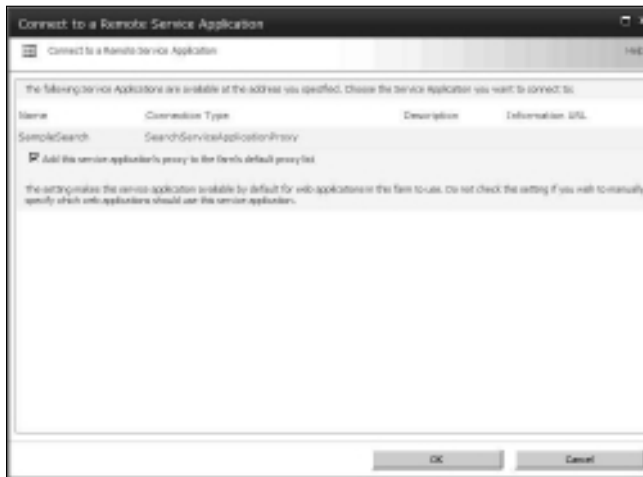 Connect to a Remote Service Application
Connect to a Remote Service Application
Help
The following Service Applications are available at the address you specified. Choose the Service Application you want to connect to:
Name Connection Type Description Information URL
SampleSearch SearchServiceApplicationProxy
Add this service application's proxy to the farm's default proxy list
The setting makes the service application available by default for web applications in this farm to use. Do not check the setting if you wish to manually
specify which web applications should use this service application.
OK Cancel